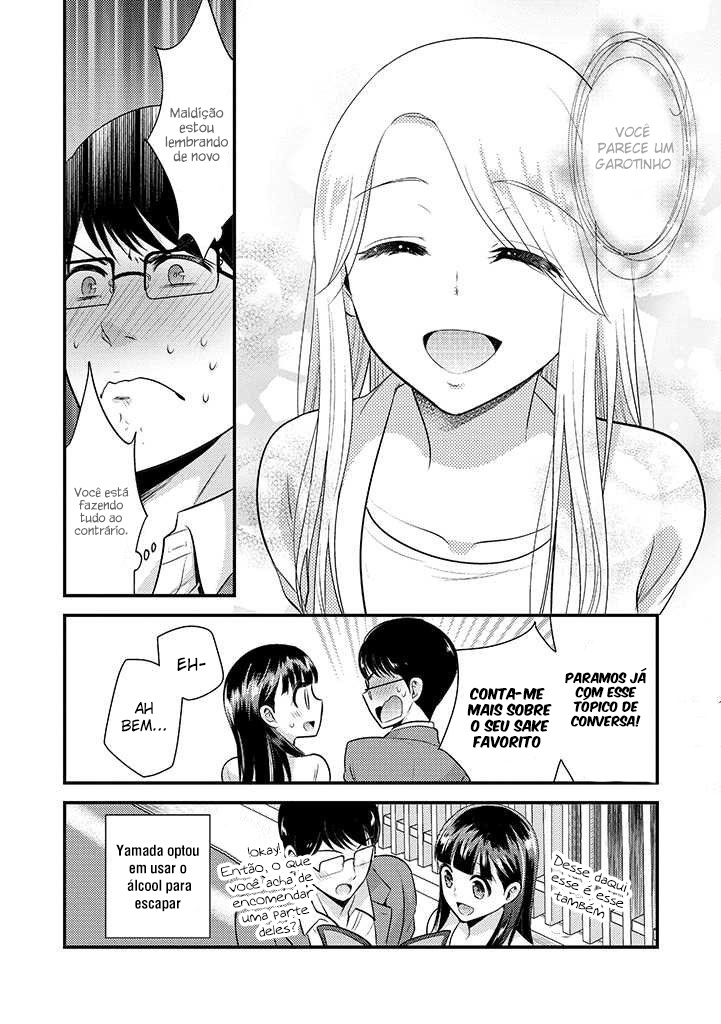 VOCÊ
PARECE UM
GAROTINHO
Maldição
estou
lembrando
de novo
Você está
fazendo
tudo ao
contrário.
PARAMOS JÁ
COM ESSE
TÓPICO DE
CONVERSA!
CONTA-ME
MAIS SOBRE
O SEU SAKE
FAVORITO
EH-
AH
BEM...
Desse daqui,
esse é esse
também
okay!
Então, o que
você acha de
encomendar
uma parte
deles?
Yamada optou
em usar o
álcool para
escapar